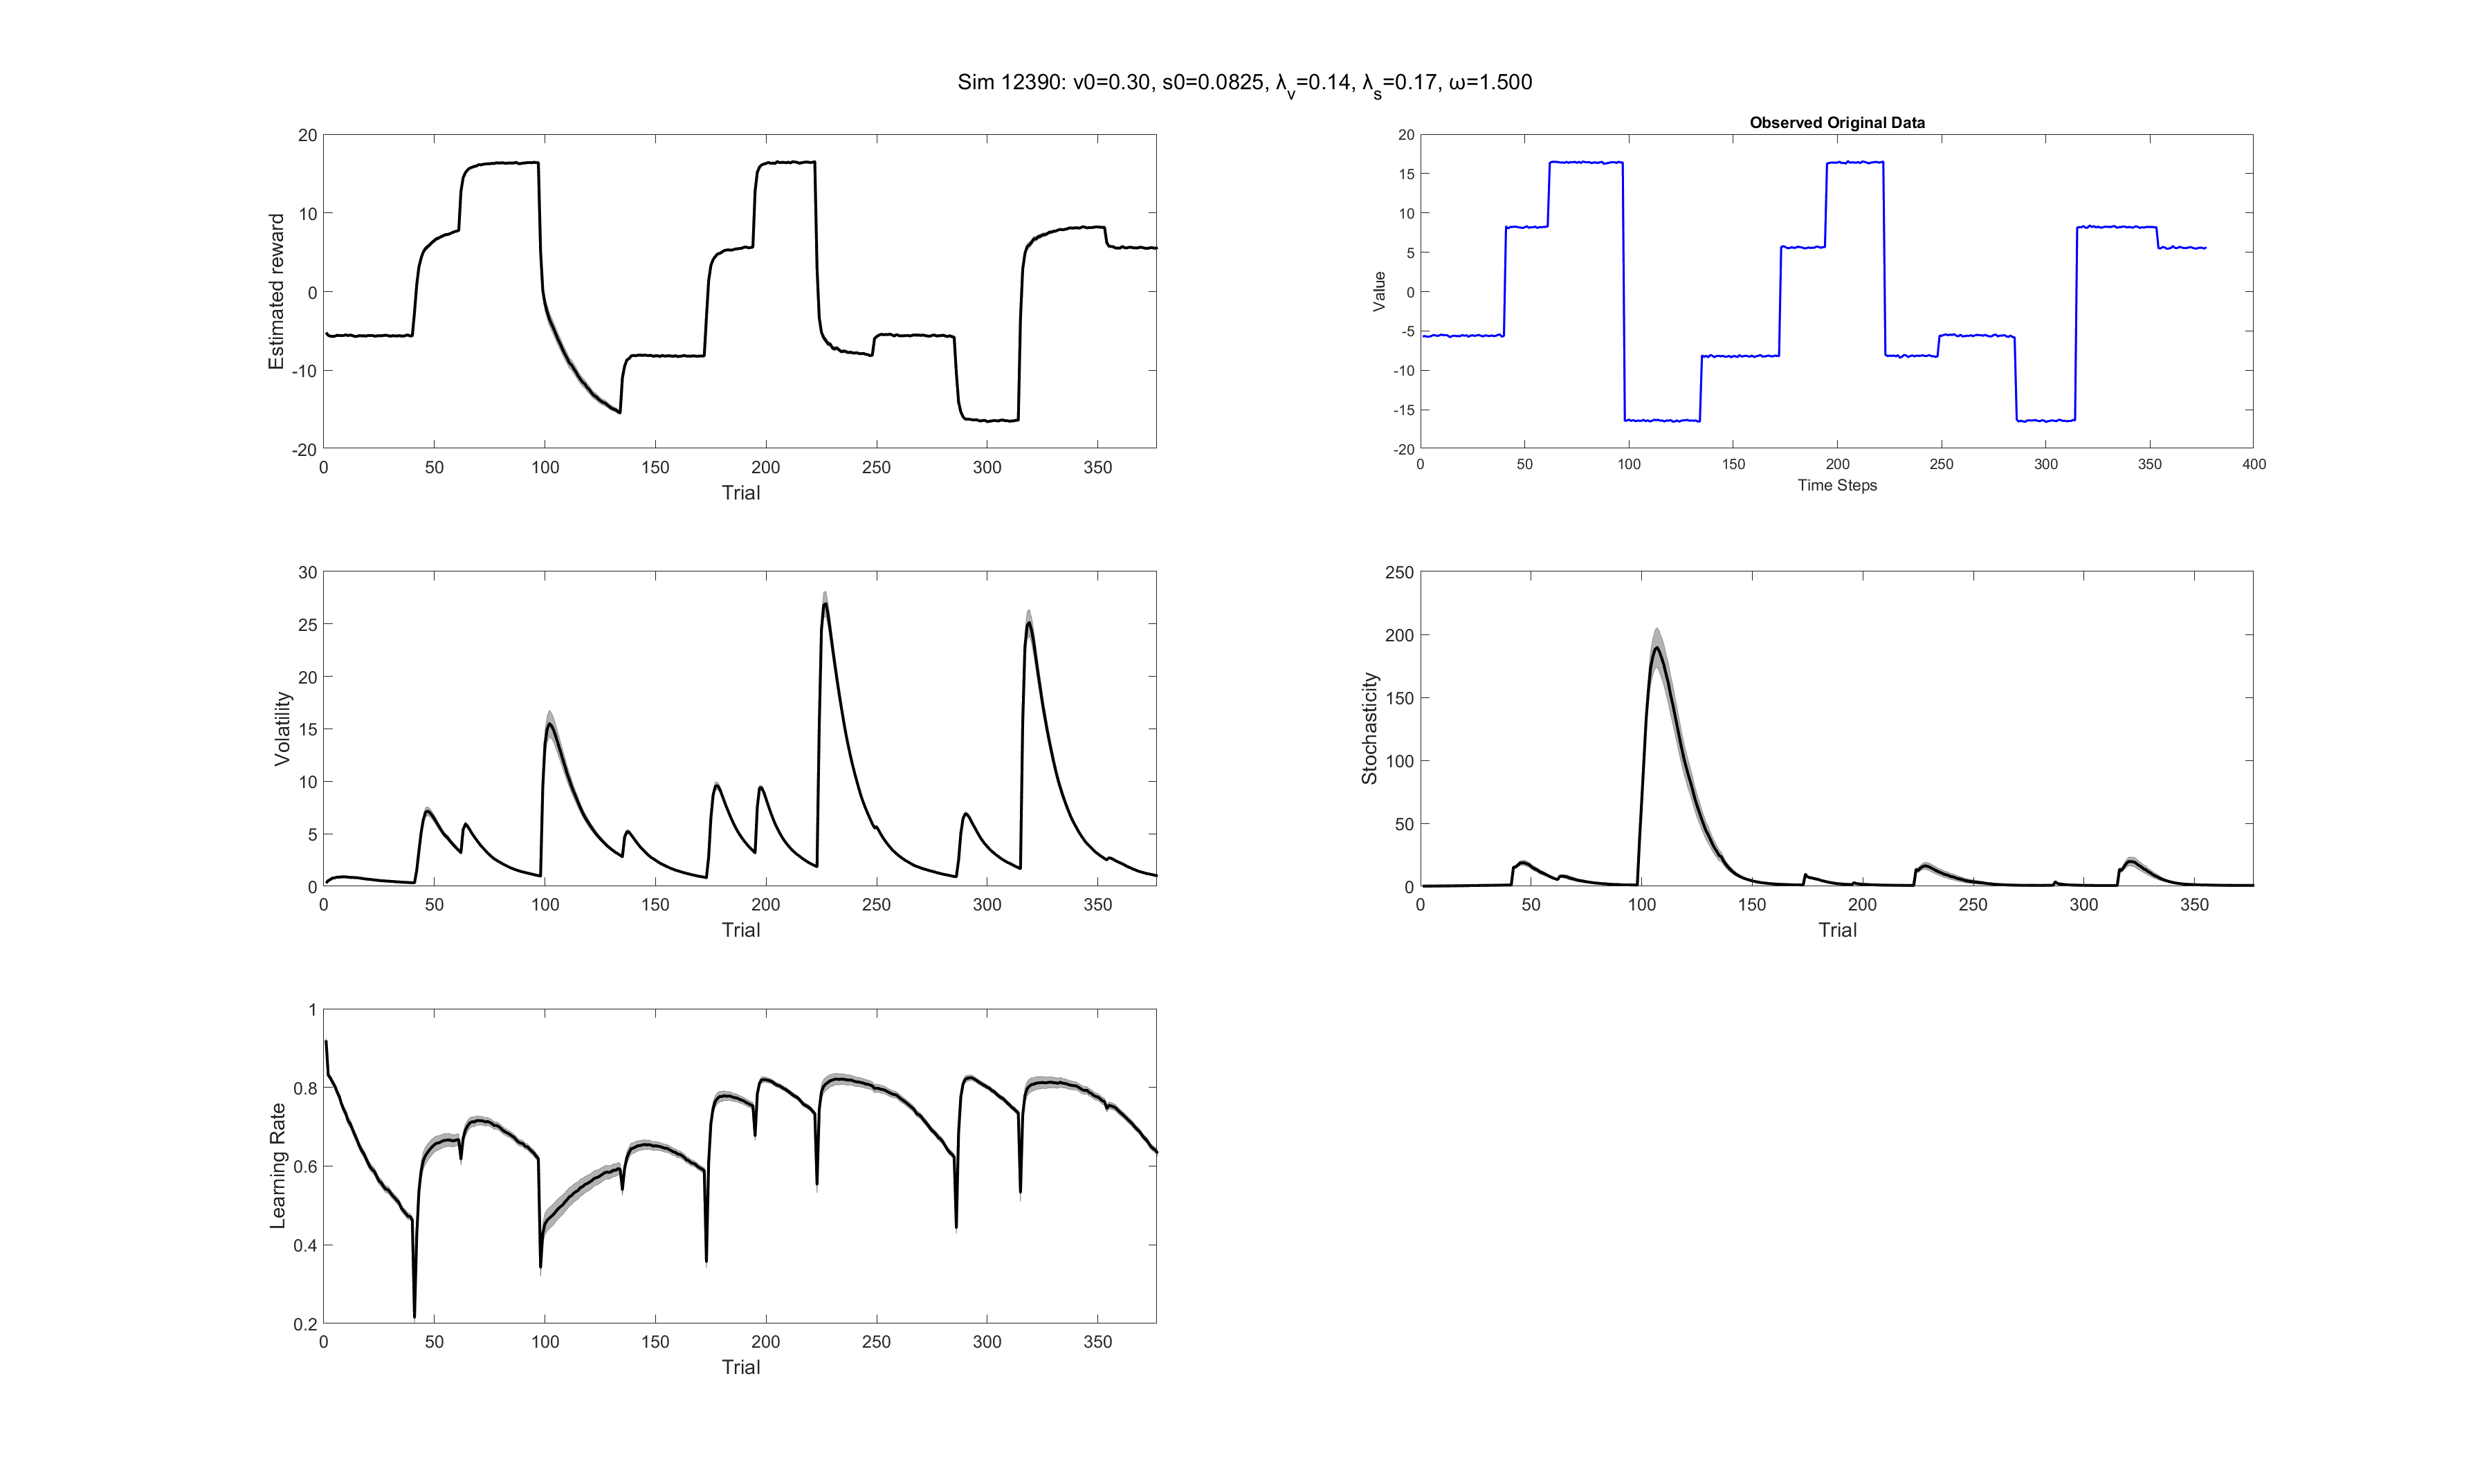 Sim 12390: v0=0.30, s0=0.0825, λv=0.14, λs=0.17, ω=1.500
Estimated reward
20
10
0
-10
-20
0 50 100 150 200 250 300 350
Trial
Observed Original Data
Value
20
15
10
5
0
-5
-10
-15
-20
0 50 100 150 200 250 300 350 400
Time Steps
Volatility
30
25
20
15
10
5
0
0 50 100 150 200 250 300 350
Trial
Stochasticity
250
200
150
100
50
0
0 50 100 150 200 250 300 350
Trial
Learning Rate
1
0.8
0.6
0.4
0.2
0 50 100 150 200 250 300 350
Trial